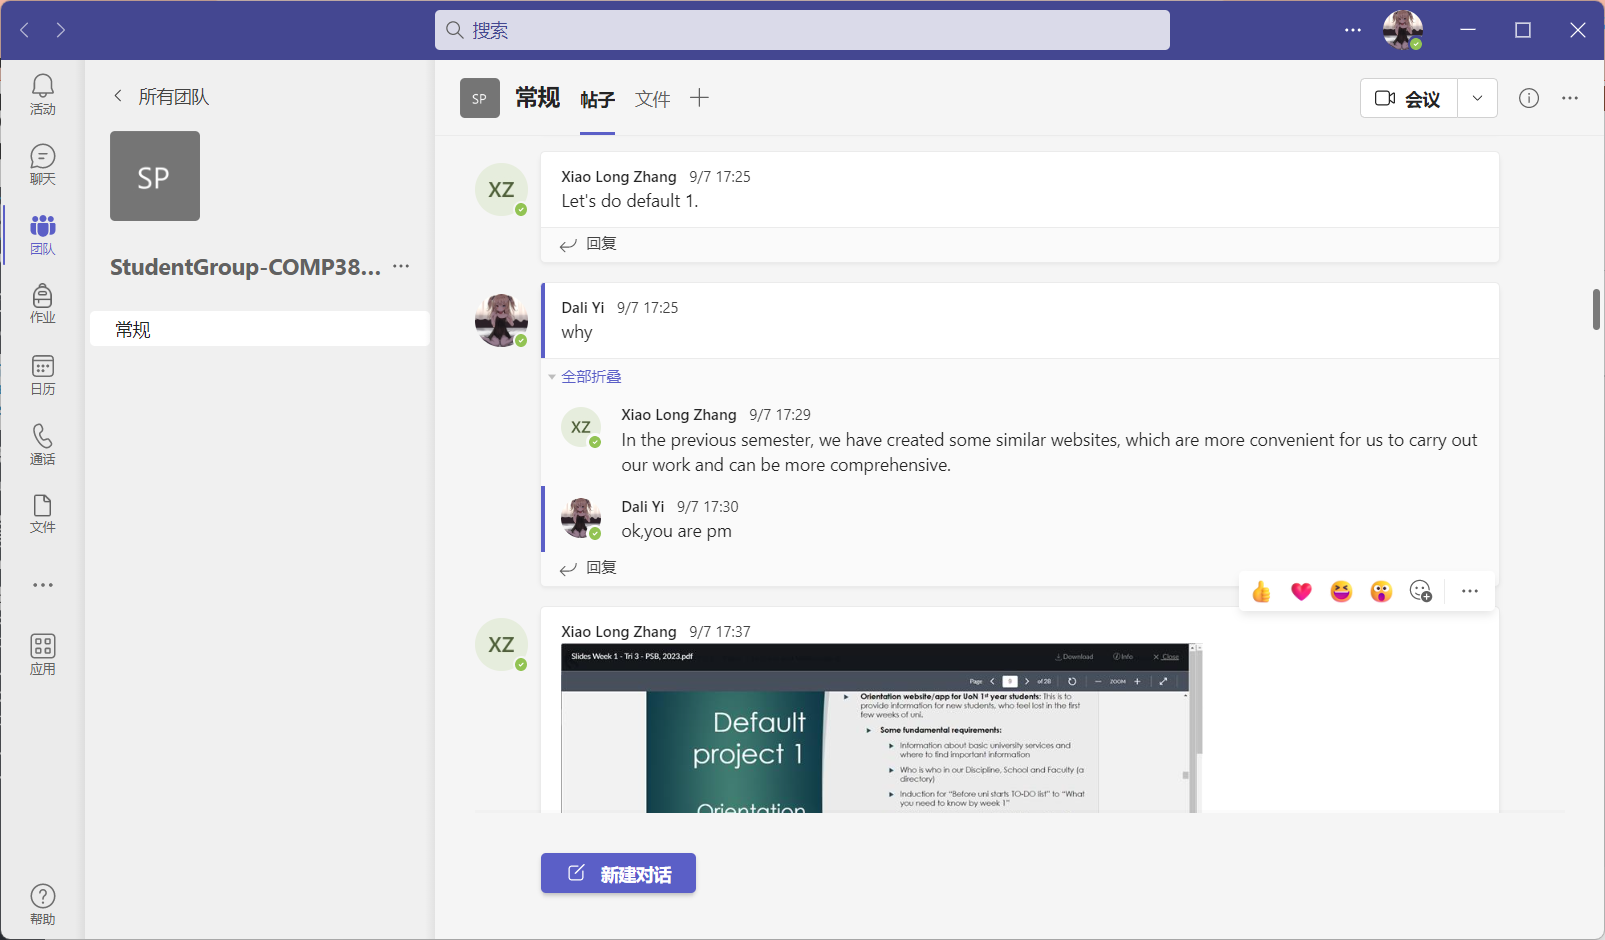 搜索
活动
聊天
团队
作业
日历
通话
文件
应用
帮助
所有团队
SP
StudentGroup-COMP38...
常规
SP
常规
帖子
文件
会议
XZ
Xiao Long Zhang 9/7 17:25
Let's do default 1.
回复
Dali Yi 9/7 17:25
why
全部折叠
XZ
Xiao Long Zhang 9/7 17:29
In the previous semester, we have created some similar websites, which are more convenient for us to carry out
our work and can be more comprehensive.
Dali Yi 9/7 17:30
ok,you are pm
回复
XZ
Xiao Long Zhang 9/7 17:37
Slides Week 1 - Tri 3 - PSB, 2023.pdf
Download
Info
Close
Page
8
of 28
ZOOM
Default
project 1
Orientation
Orientation website/app for UoN 1st year students: This is to
provide information for new students, who feel lost in the first
few weeks of uni.
Some fundamental requirements:
Information about basic university services and
where to find important information
Who is who in our Discipline, School and Faculty (a
directory)
Induction for "Before uni starts TO-DO list" to "What
you need to know by week 1"
新建对话